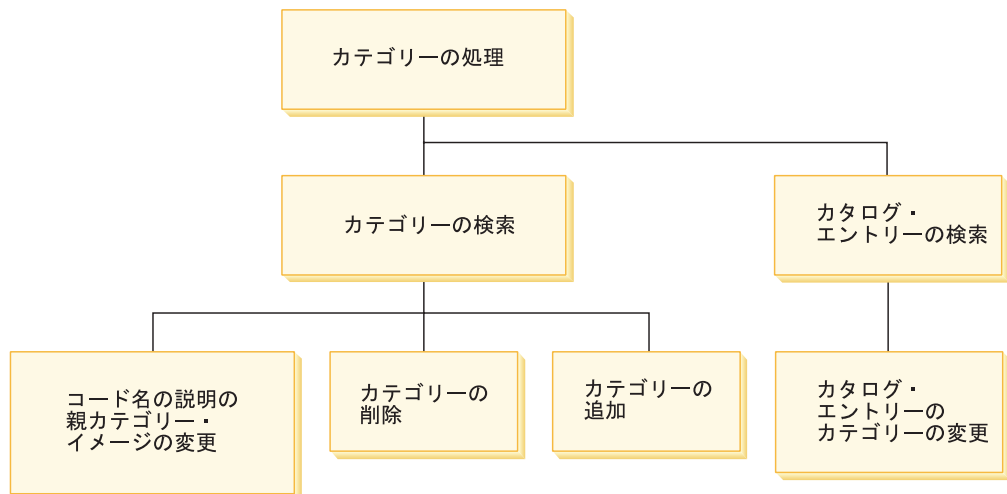 カテゴリーの処理
カテゴリーの検索
カタログ・
エントリーの検索
コード名の説明の
親カテゴリー・
イメージの変更
カテゴリーの
削除
カテゴリーの
追加
カタログ・
エントリーの
カテゴリーの変更